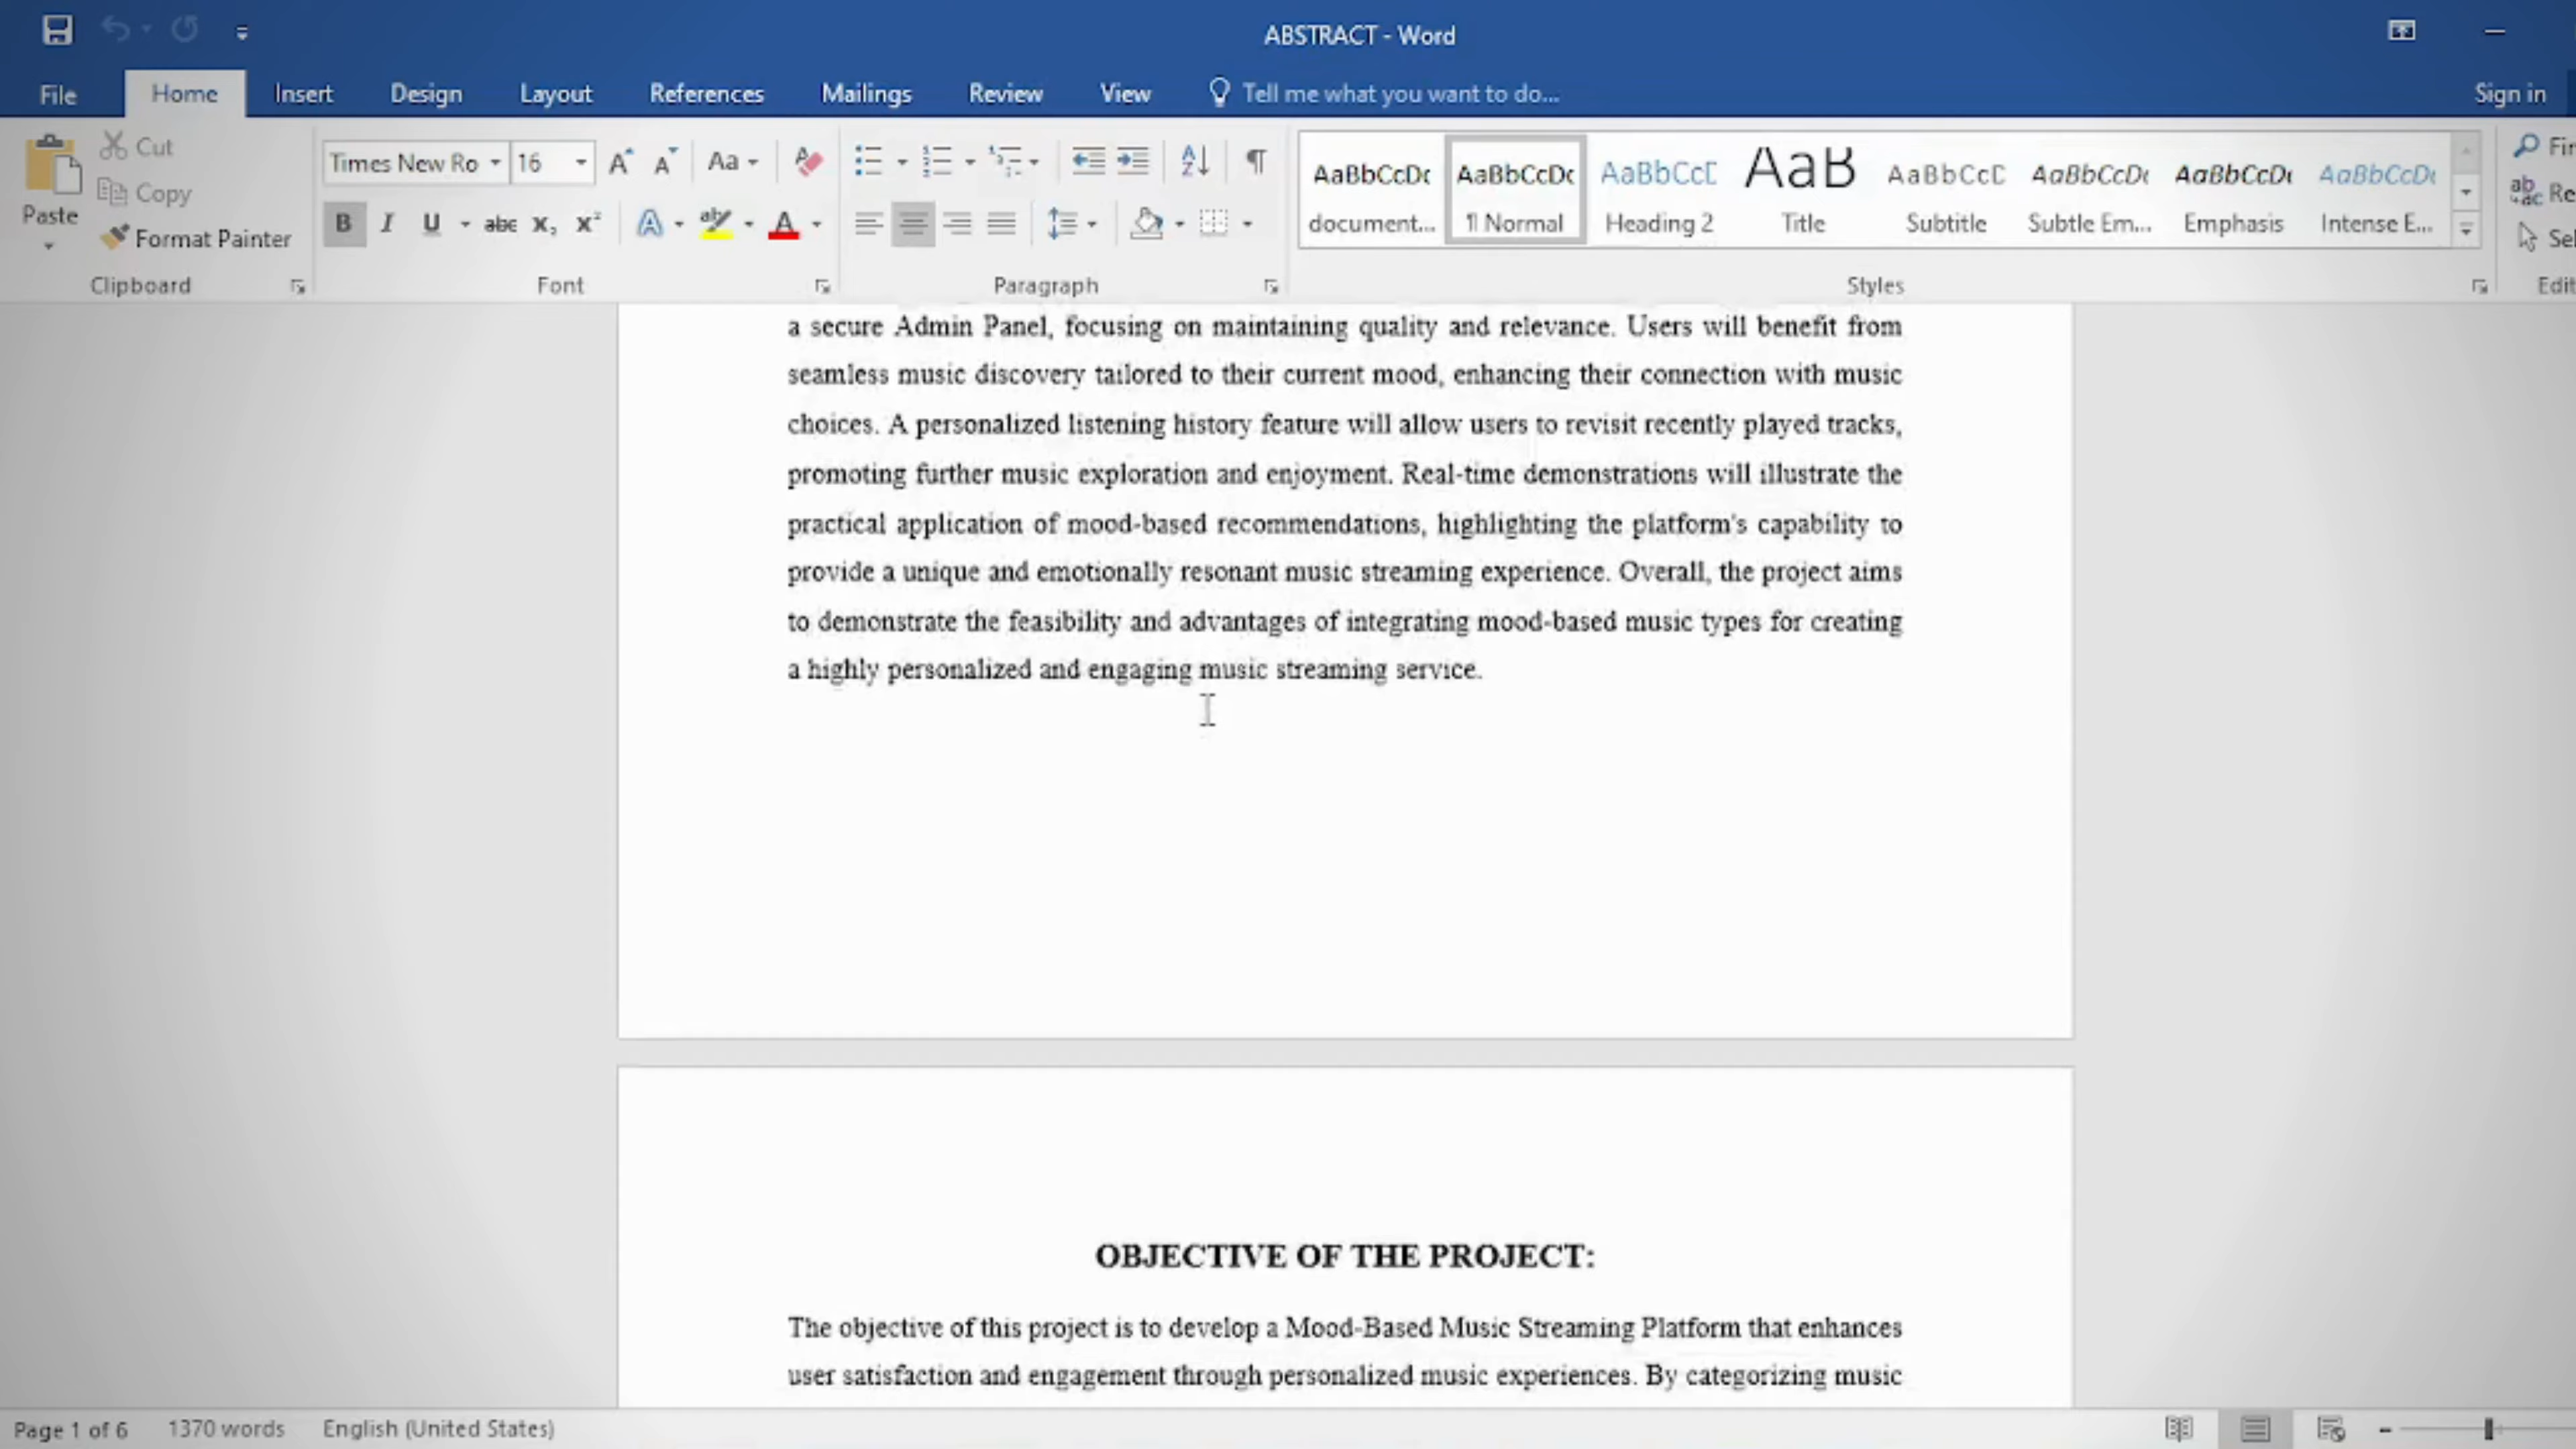 ABSTRACT - Word
File Home Insert Design Layout References Mailings Review View Tell me what you want to do... Sign in
Paste
Cut
Copy
Format Painter
Clipboard
Times New Ro 16 Aa
B I U abc X₂ X² A A
Font
Paragraph
AaBbCcDc AaBbCcDc AaBbCcD AaB AaBbCcD AaBbCcDc AaBbCcDc AaBbCcDc
document... ¶ Normal Heading 2 Title Subtitle Subtle Em... Emphasis Intense E...
Styles
Fin
Re
Sel
Edit
a secure Admin Panel, focusing on maintaining quality and relevance. Users will benefit from
seamless music discovery tailored to their current mood, enhancing their connection with music
choices. A personalized listening history feature will allow users to revisit recently played tracks,
promoting further music exploration and enjoyment. Real-time demonstrations will illustrate the
practical application of mood-based recommendations, highlighting the platform's capability to
provide a unique and emotionally resonant music streaming experience. Overall, the project aims
to demonstrate the feasibility and advantages of integrating mood-based music types for creating
a highly personalized and engaging music streaming service.
OBJECTIVE OF THE PROJECT:
The objective of this project is to develop a Mood-Based Music Streaming Platform that enhances
user satisfaction and engagement through personalized music experiences. By categorizing music
Page 1 of 6 1370 words English (United States)